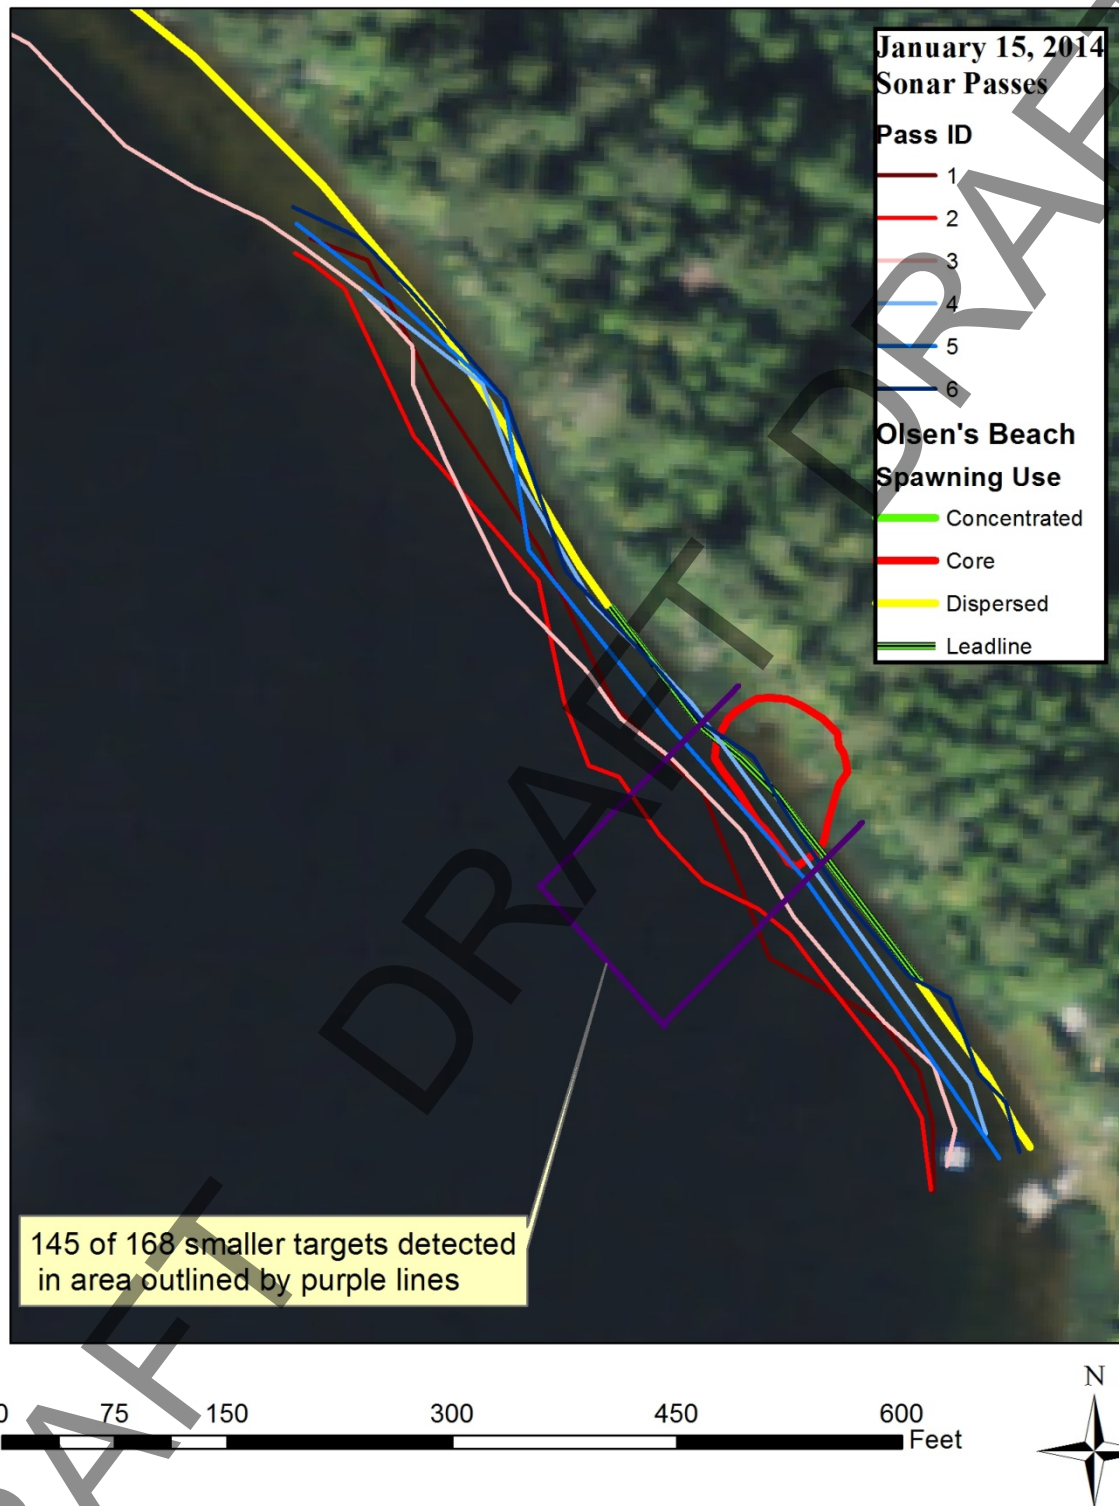 January 15, 2014
Sonar Passes
Pass ID
1
2
3
4
5
6
Olsen's Beach
Spawning Use
Concentrated
Core
Dispersed
Leadline
DRAFT
DRAFT
DRAFT
145 of 168 smaller targets detected
in area outlined by purple lines
N
0 75 150 300 450 600
Feet